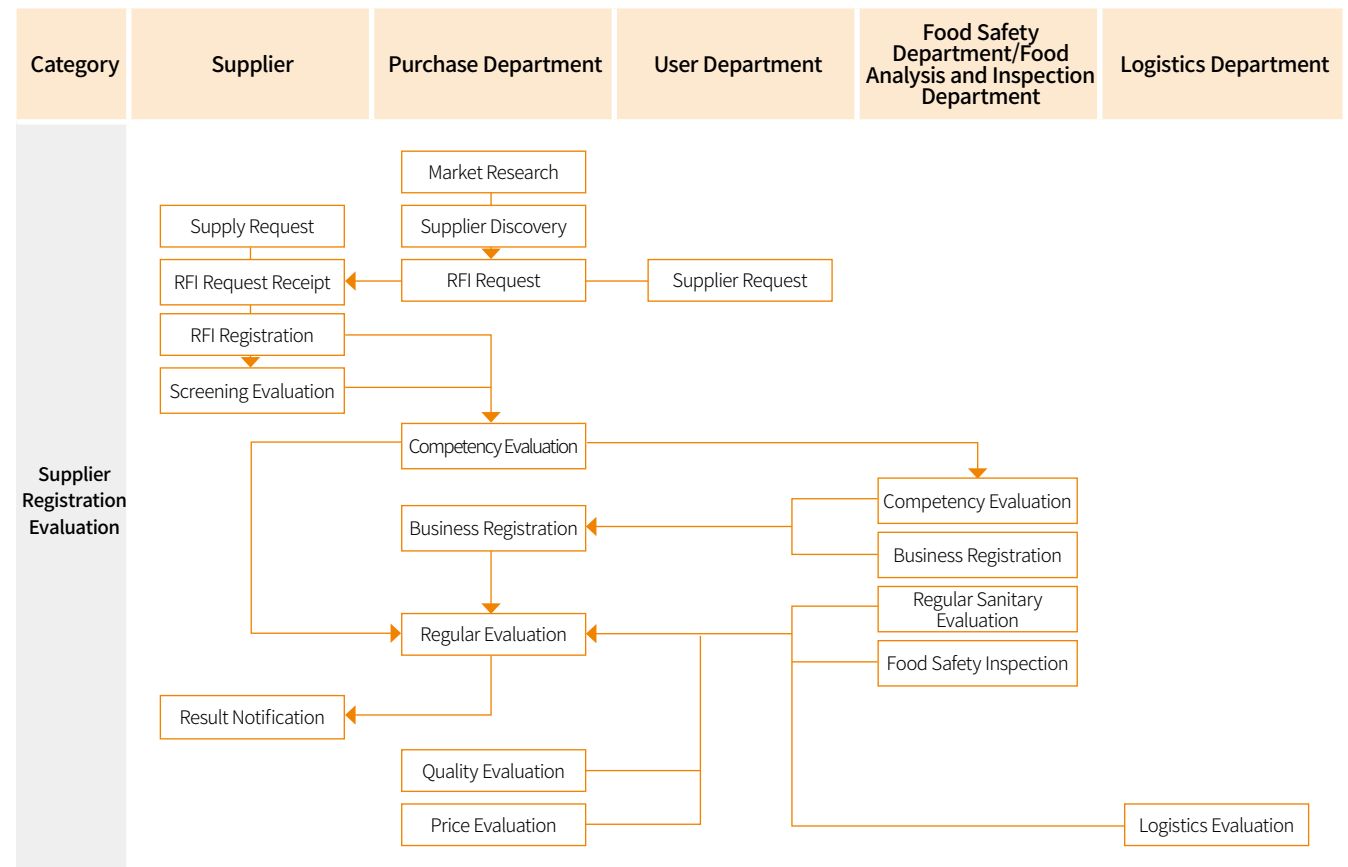 Category
Supplier
Purchase Department
User Department
Food Safety
Department/Food
Analysis and Inspection
Department
Logistics Department
Supplier
Registration
Evaluation
Market Research
Supply Request
Supplier Discovery
RFI Request Receipt
RFI Request
Supplier Request
RFI Registration
Screening Evaluation
Competency Evaluation
Competency Evaluation
Business Registration
Business Registration
Regular Sanitary
Evaluation
Regular Evaluation
Food Safety Inspection
Result Notification
Quality Evaluation
Price Evaluation
Logistics Evaluation